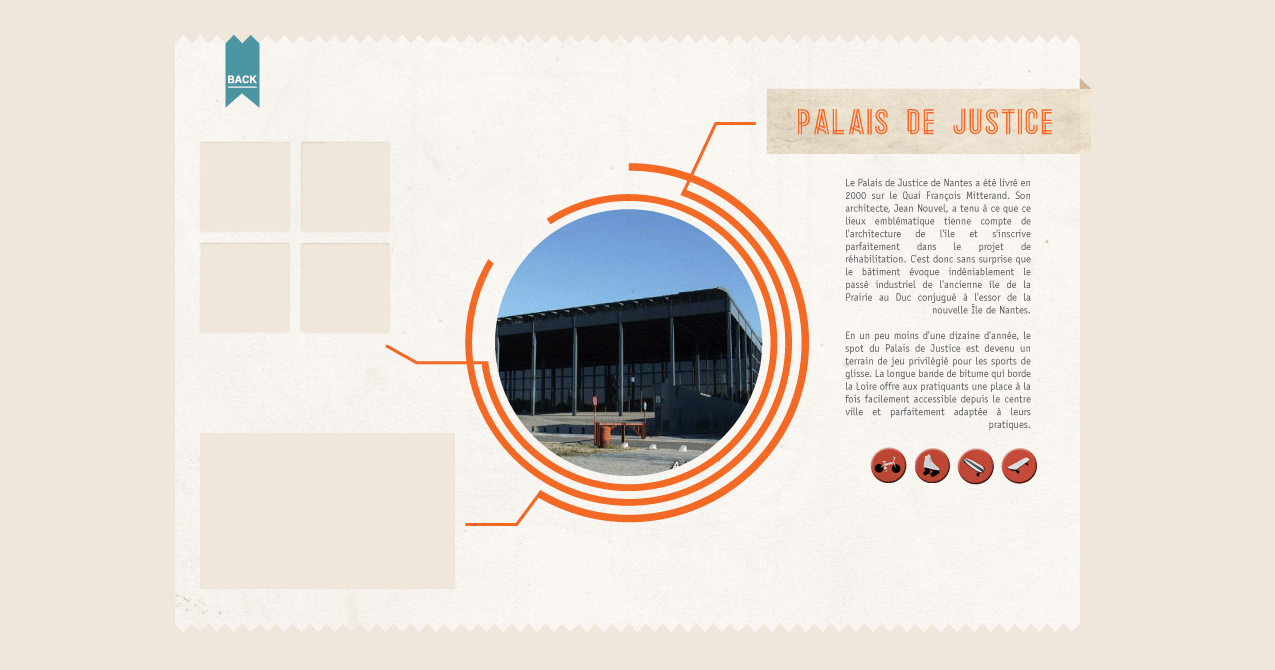 BACK
PALAIS DE JUSTICE
Le Palais de Justice de Nantes a été livré en
2000 sur le Quai François Mitterand. Son
architecte, Jean Nouvel, a tenu à ce que ce
lieux emblématique tienne compte de
l'architecture de l'île et s'inscrive
parfaitement dans le projet de
réhabilitation. C'est donc sans surprise que
le bâtiment évoque indéniablement le
passé industriel de l'ancienne île de la
Prairie au Duc conjugué à l'essor de la
nouvelle Île de Nantes.
En un peu moins d'une dizaine d'année, le
spot du Palais de Justice est devenu un
terrain de jeu privilégié pour les sports de
glisse. La longue bande de bitume qui borde
la Loire offre aux pratiquants une place à la
fois facilement accessible depuis le centre
ville et parfaitement adaptée à leurs
pratiques.